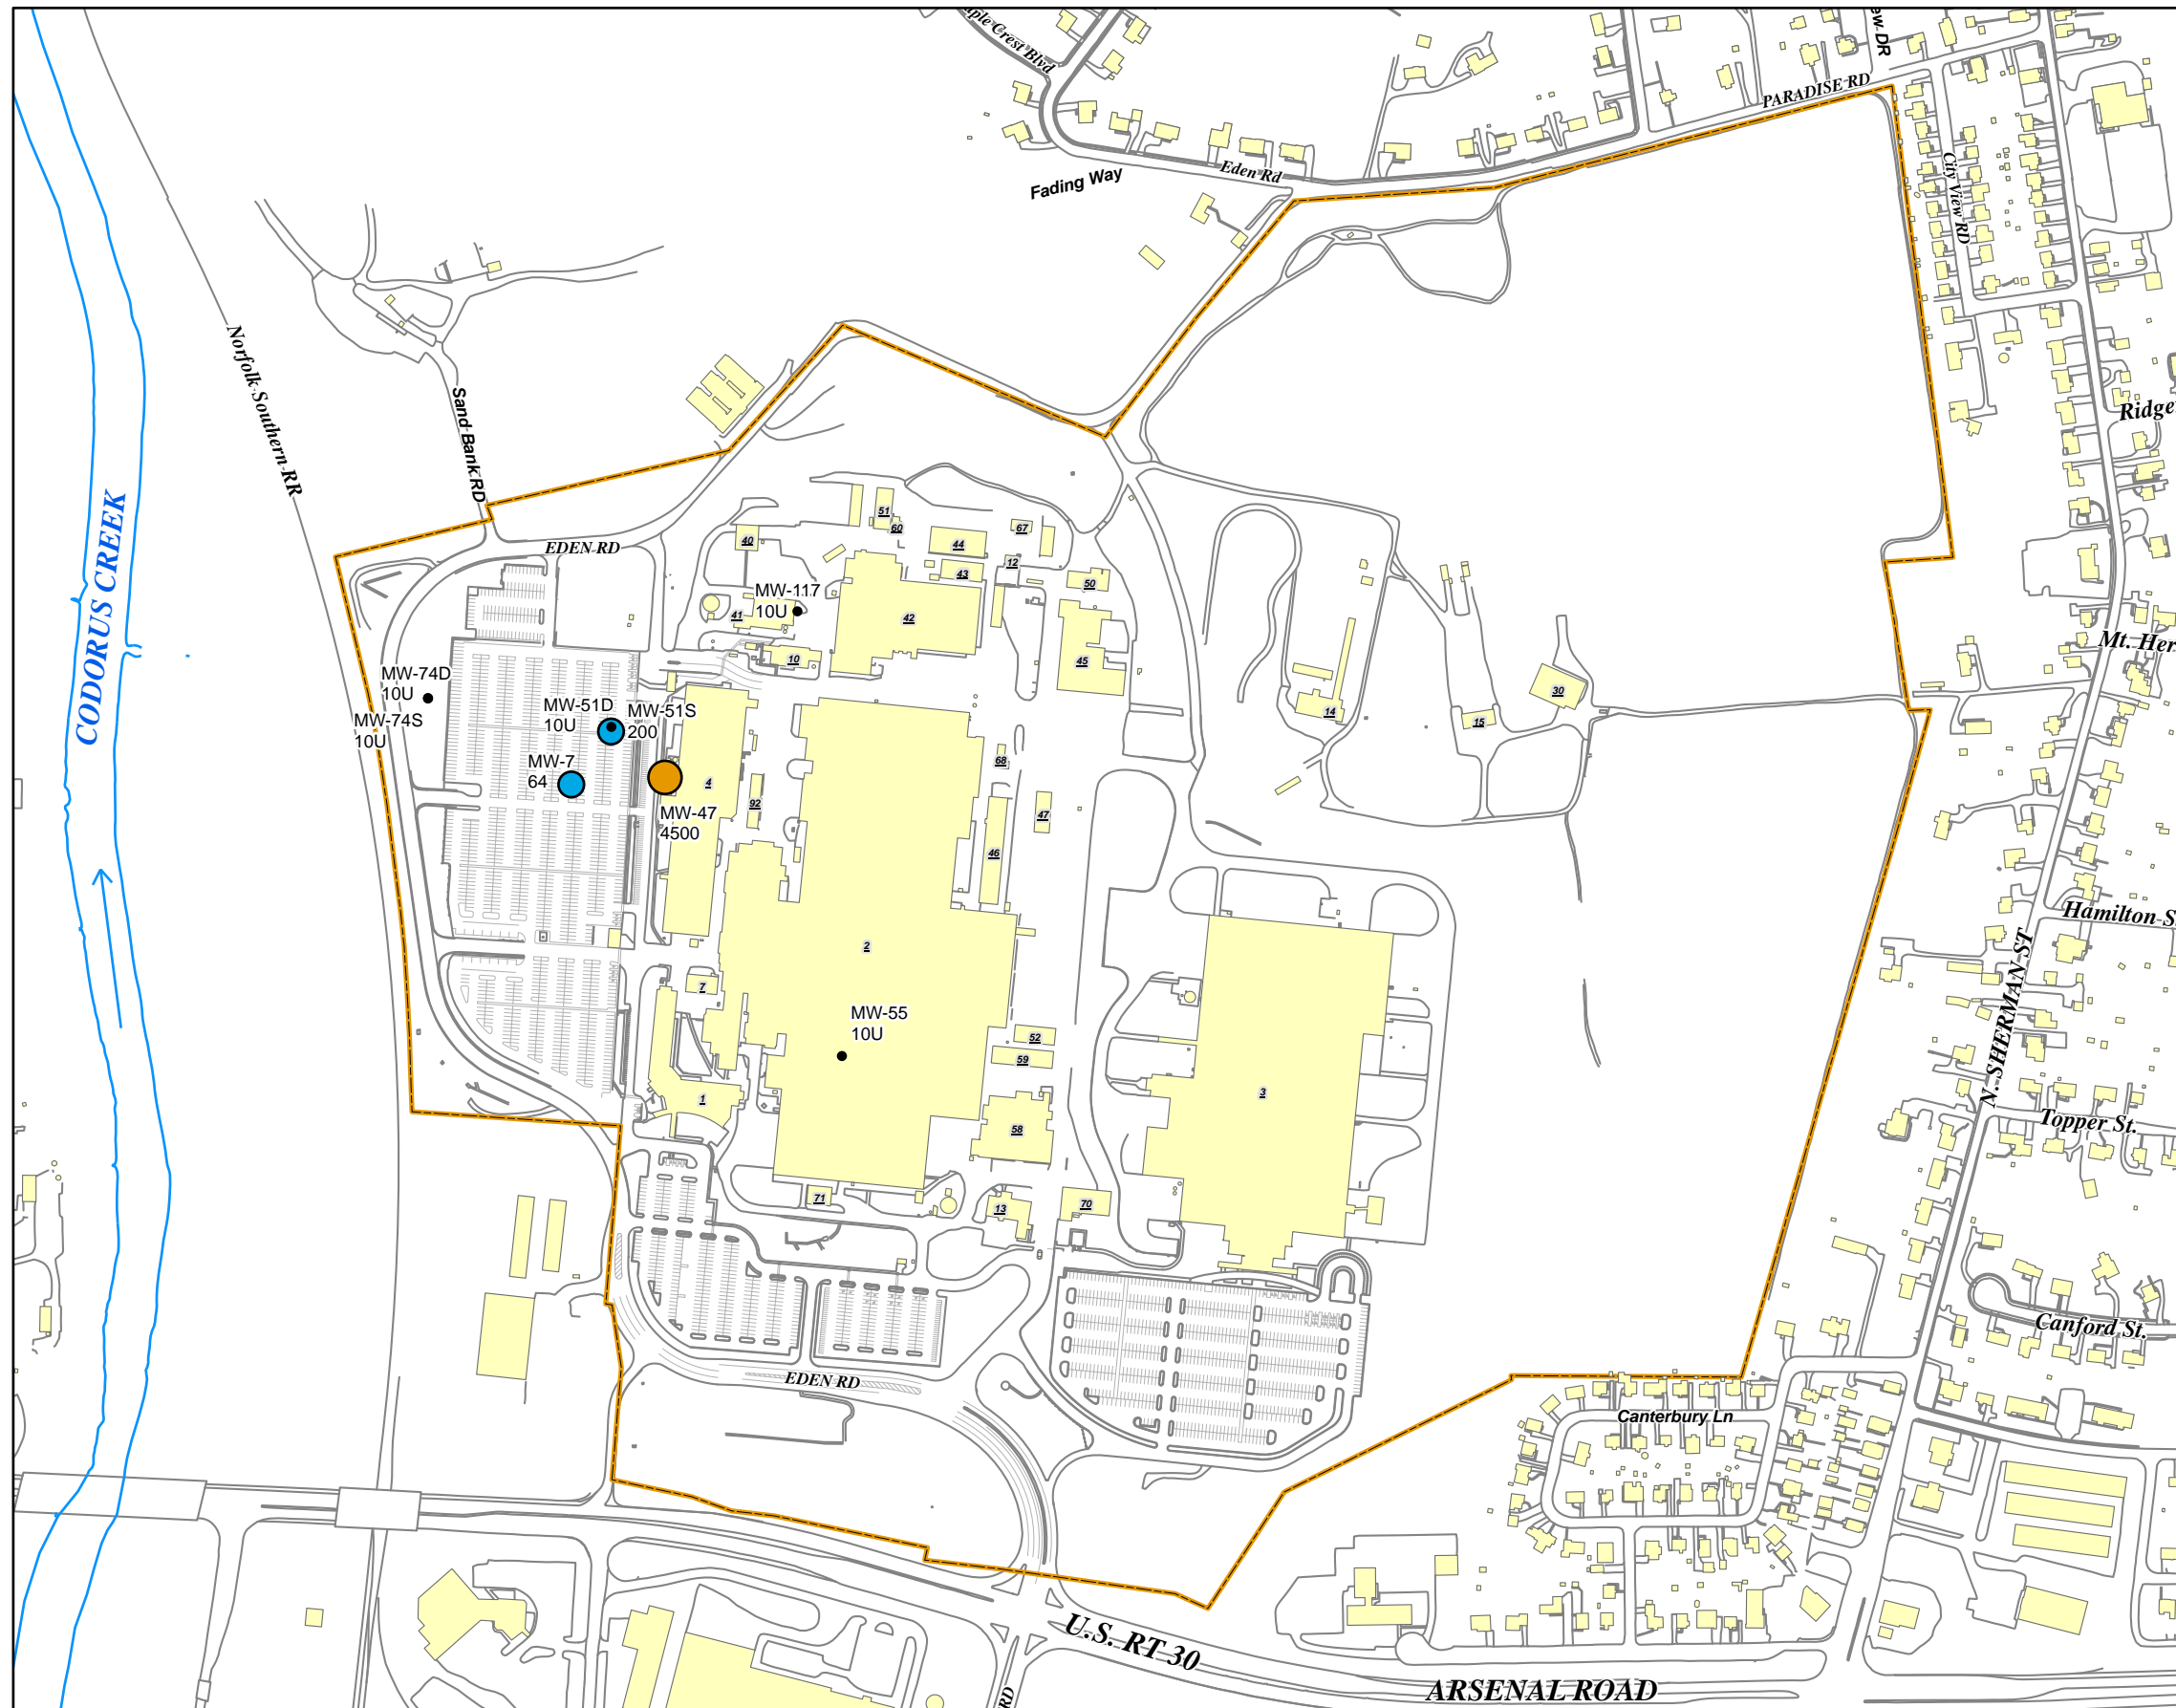 Crest Blvd
DR
PARADISE RD
Fading Way
Eden Rd
City View RD
Norfolk Southern RR
Sand Bank RD
CODORUS CREEK
EDEN RD
51
60
67
40
44
43
12
50
MW-117
10U
41
42
10
45
Mt. Her
MW-74D
10U
MW-74S
10U
MW-51D
10U
MW-51S
200
MW-7
64
MW-47
4500
4
92
68
47
46
14
15
30
Hamilton S
2
7
MW-55
10U
52
59
58
1
3
N. SHERMAN ST
Topper St.
71
13
70
Canford St.
EDEN RD
Canterbury Ln
U.S. RT 30
ARSENAL ROAD
RD